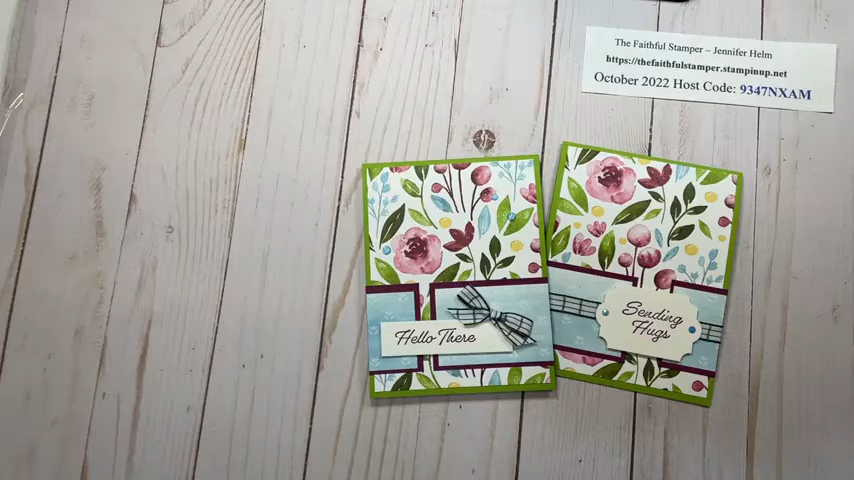 The Faithful Stamper – Jennifer Helm
https://thefaithfulstamper.stampinup.net
October 2022 Host Code: 9347NXAM
Hello There
Sending
Hugs